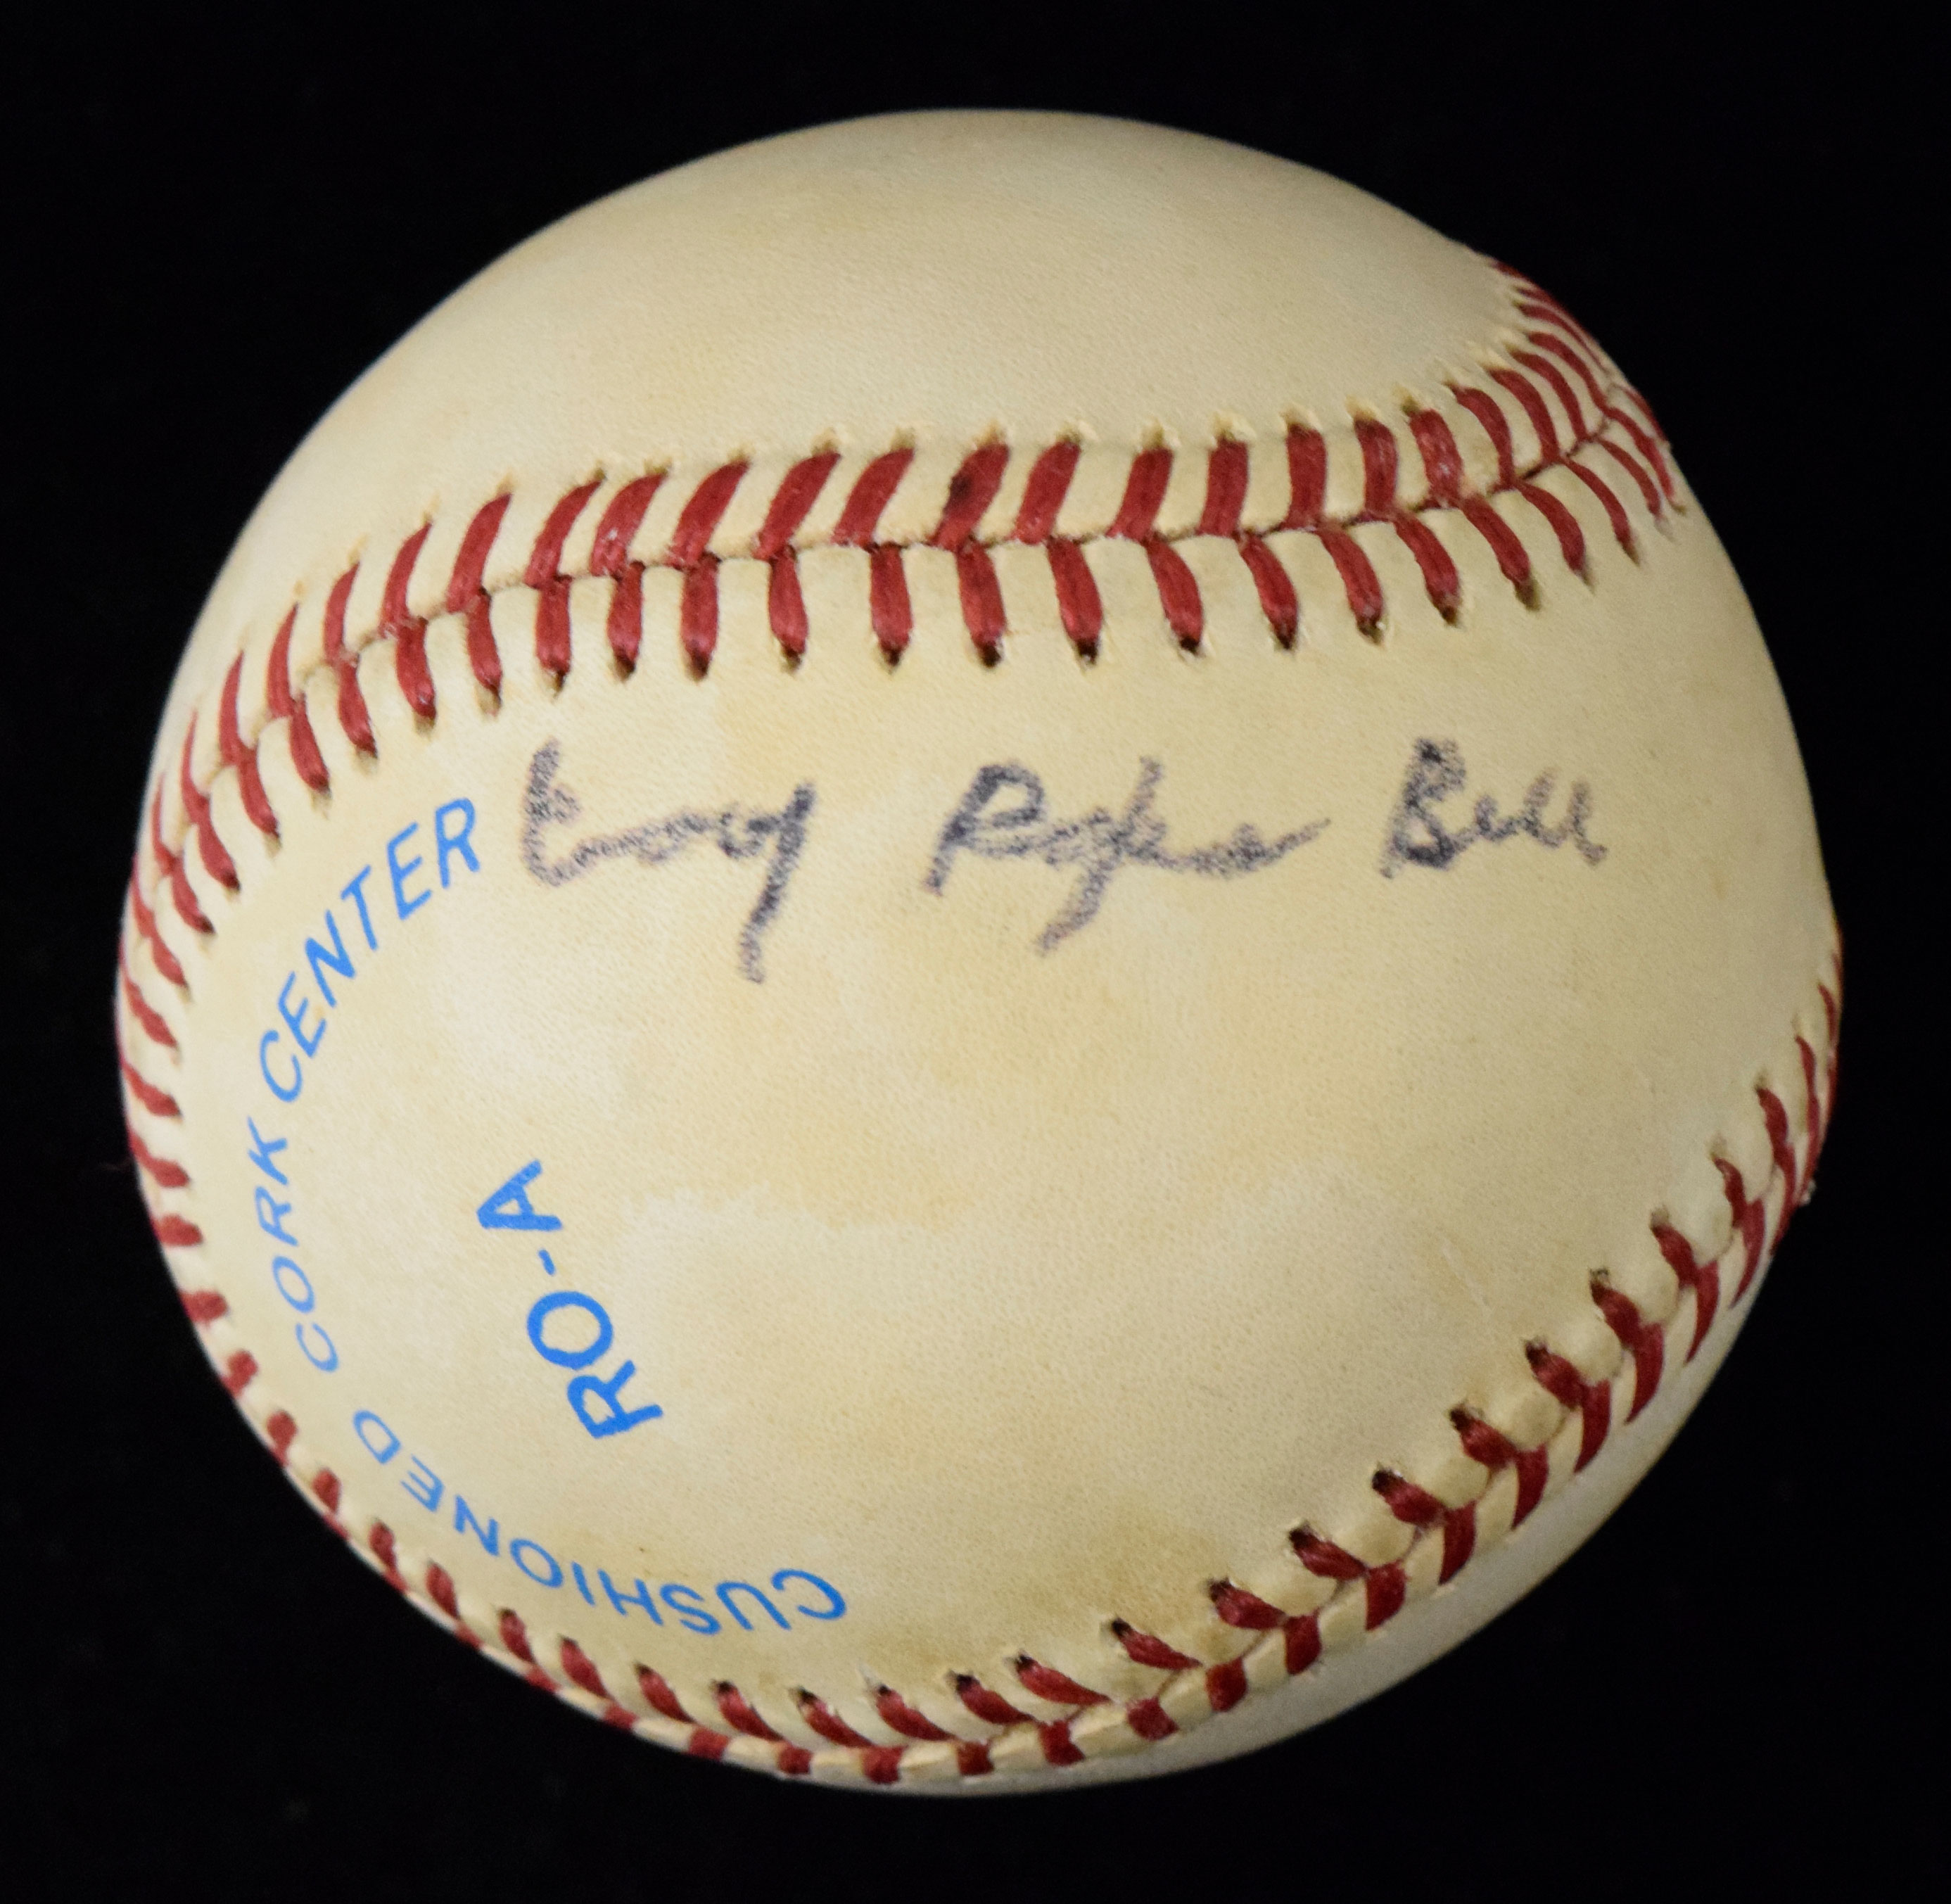 Cool Papa Bell
CUSHIONED CORK CENTER
RO-A